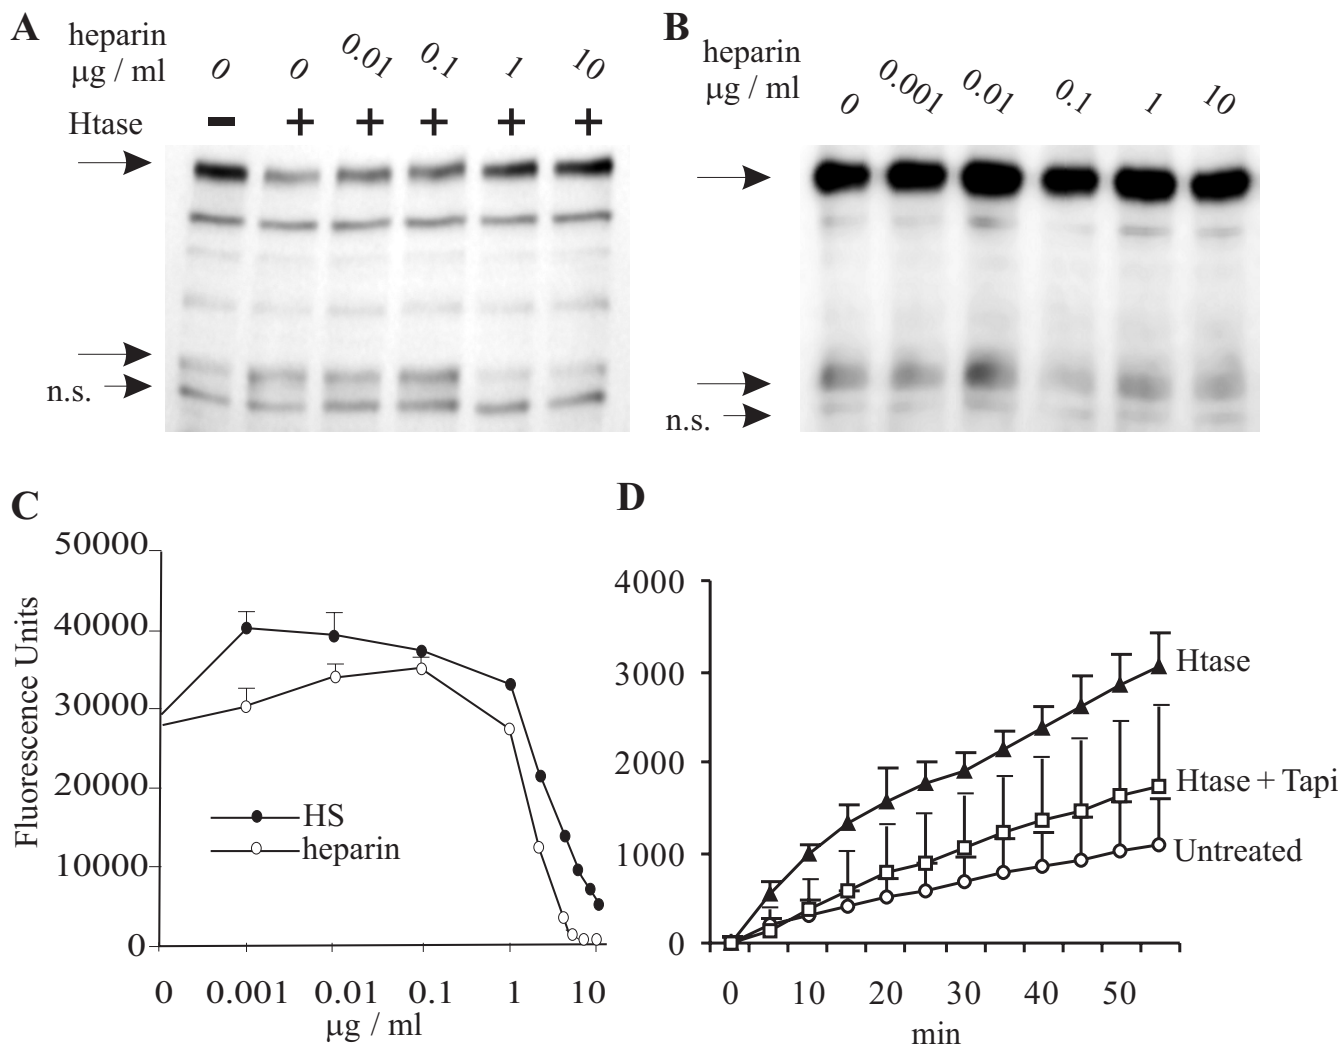 A
heparin
µg / ml
0 0 0.01 0.1 1 10
Htase - + + + + +
n.s.
B
heparin
µg / ml
0 0.001 0.01 0.1 1 10
n.s.
C
Fluorescence Units
50000
40000
30000
20000
10000
0
HS
heparin
0 0.001 0.01 0.1 1 10
µg / ml
D
4000
3000
2000
1000
0
Htase
Htase + Tapi
Untreated
0 10 20 30 40 50
min